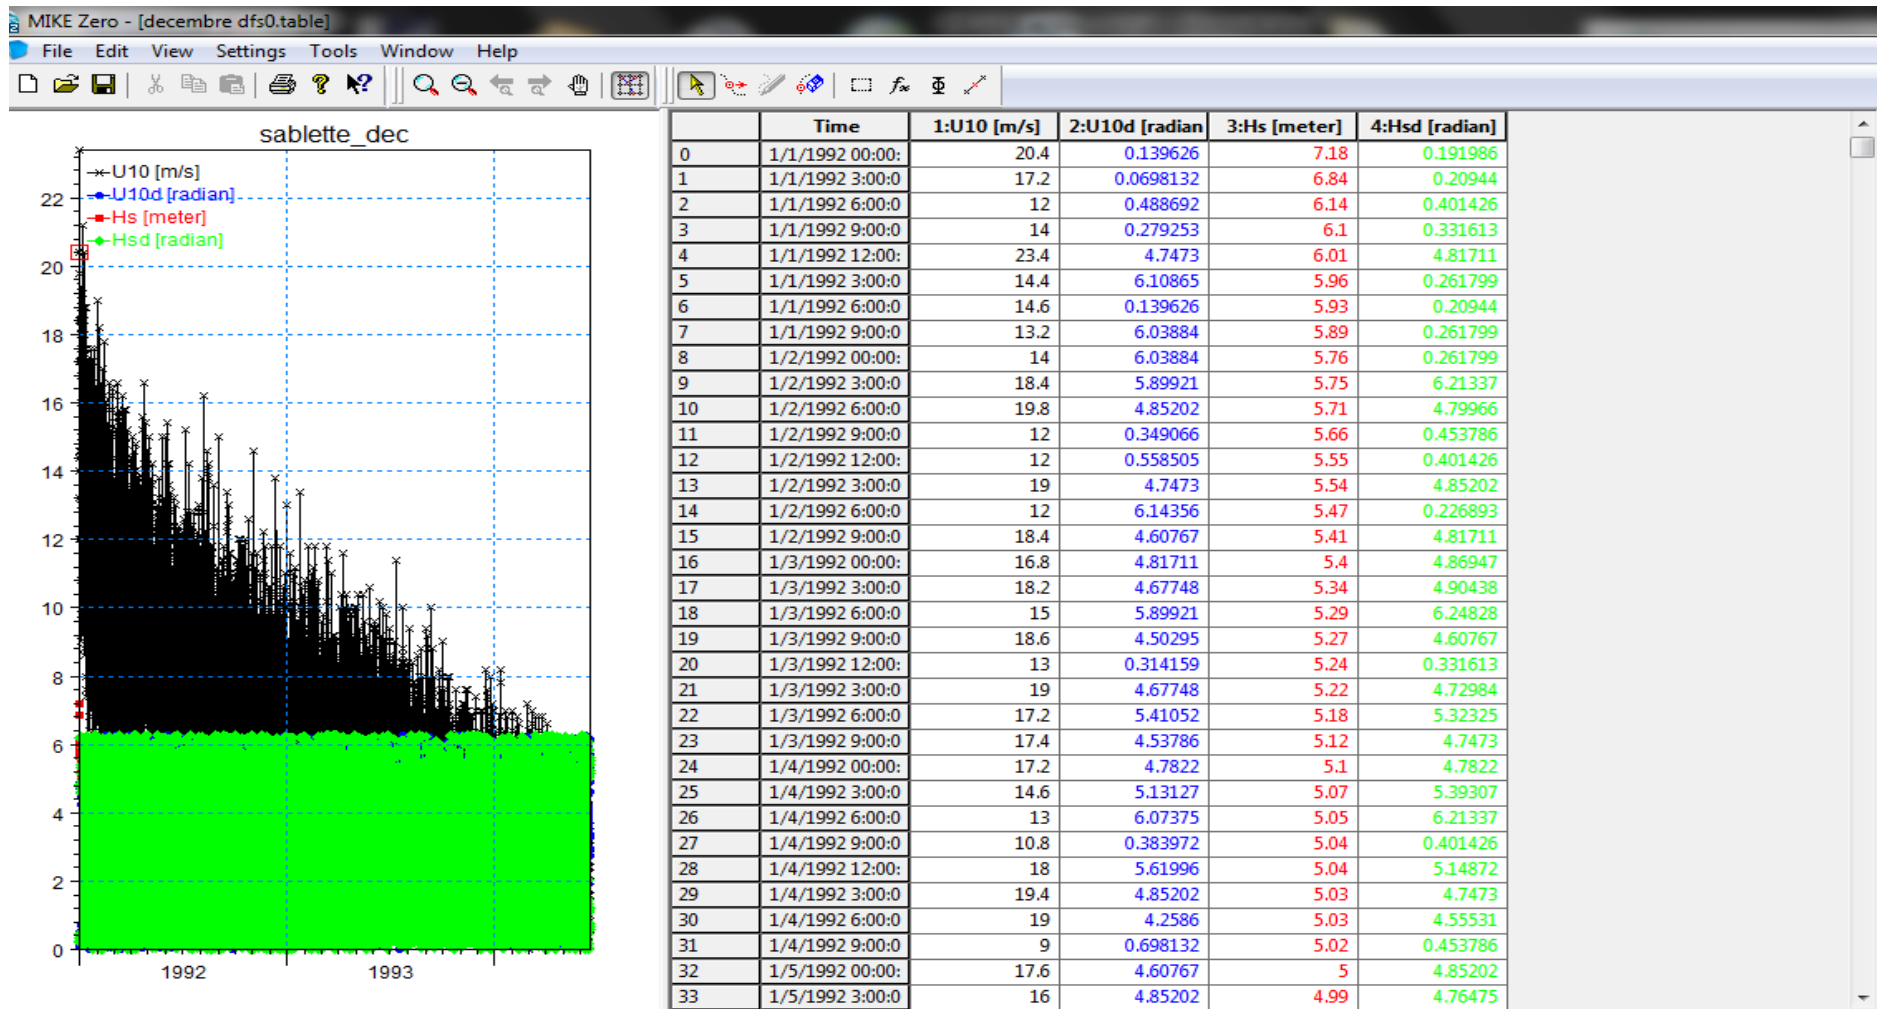 MIKE Zero - [decembre dfs0.table]
File Edit View Settings Tools Window Help
sablette_dec
U10 [m/s]
U10d [radian]
Hs [meter]
Hsd [radian]
22
20
18
16
14
12
10
8
6
4
2
0
1992 1993
Time 1:U10 [m/s] 2:U10d [radian 3:Hs [meter] 4:Hsd [radian]
0 1/1/1992 00:00: 20.4 0.139626 7.18 0.191986
1 1/1/1992 3:00:0 17.2 0.0698132 6.84 0.20944
2 1/1/1992 6:00:0 12 0.488692 6.14 0.401426
3 1/1/1992 9:00:0 14 0.279253 6.1 0.331613
4 1/1/1992 12:00: 23.4 4.7473 6.01 4.81711
5 1/1/1992 3:00:0 14.4 6.10865 5.96 0.261799
6 1/1/1992 6:00:0 14.6 0.139626 5.93 0.20944
7 1/1/1992 9:00:0 13.2 6.03884 5.89 0.261799
8 1/2/1992 00:00: 14 6.03884 5.76 0.261799
9 1/2/1992 3:00:0 18.4 5.89921 5.75 6.21337
10 1/2/1992 6:00:0 19.8 4.85202 5.71 4.79966
11 1/2/1992 9:00:0 12 0.349066 5.66 0.453786
12 1/2/1992 12:00: 12 0.558505 5.55 0.401426
13 1/2/1992 3:00:0 19 4.7473 5.54 4.85202
14 1/2/1992 6:00:0 12 6.14356 5.47 0.226893
15 1/2/1992 9:00:0 18.4 4.60767 5.41 4.81711
16 1/3/1992 00:00: 16.8 4.81711 5.4 4.86947
17 1/3/1992 3:00:0 18.2 4.67748 5.34 4.90438
18 1/3/1992 6:00:0 15 5.89921 5.29 6.24828
19 1/3/1992 9:00:0 18.6 4.50295 5.27 4.60767
20 1/3/1992 12:00: 13 0.314159 5.24 0.331613
21 1/3/1992 3:00:0 19 4.67748 5.22 4.72984
22 1/3/1992 6:00:0 17.2 5.41052 5.18 5.32325
23 1/3/1992 9:00:0 17.4 4.53786 5.12 4.7473
24 1/4/1992 00:00: 17.2 4.7822 5.1 4.7822
25 1/4/1992 3:00:0 14.6 5.13127 5.07 5.39307
26 1/4/1992 6:00:0 13 6.07375 5.05 6.21337
27 1/4/1992 9:00:0 10.8 0.383972 5.04 0.401426
28 1/4/1992 12:00: 18 5.61996 5.04 5.14872
29 1/4/1992 3:00:0 19.4 4.85202 5.03 4.7473
30 1/4/1992 6:00:0 19 4.2586 5.03 4.55531
31 1/4/1992 9:00:0 9 0.698132 5.02 0.453786
32 1/5/1992 00:00: 17.6 4.60767 5 4.85202
33 1/5/1992 3:00:0 16 4.85202 4.99 4.76475